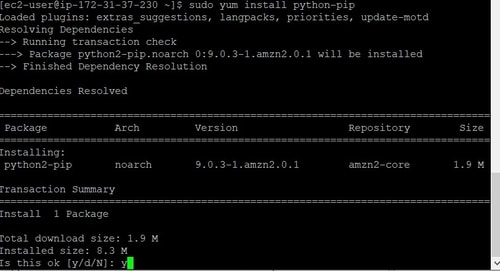 [ec2-user@ip-172-31-37-230 ~]$ sudo yum install python-pip
Loaded plugins: extras_suggestions, langpacks, priorities, update-motd
Resolving Dependencies
--> Running transaction check
---> Package python2-pip.noarch 0:9.0.3-1.amzn2.0.1 will be installed
--> Finished Dependency Resolution
Dependencies Resolved
Package Arch Version Repository Size
Installing:
python2-pip noarch 9.0.3-1.amzn2.0.1 amzn2-core 1.9 M
Transaction Summary
Install 1 Package
Total download size: 1.9 M
Installed size: 8.3 M
Is this ok [y/d/N]: y